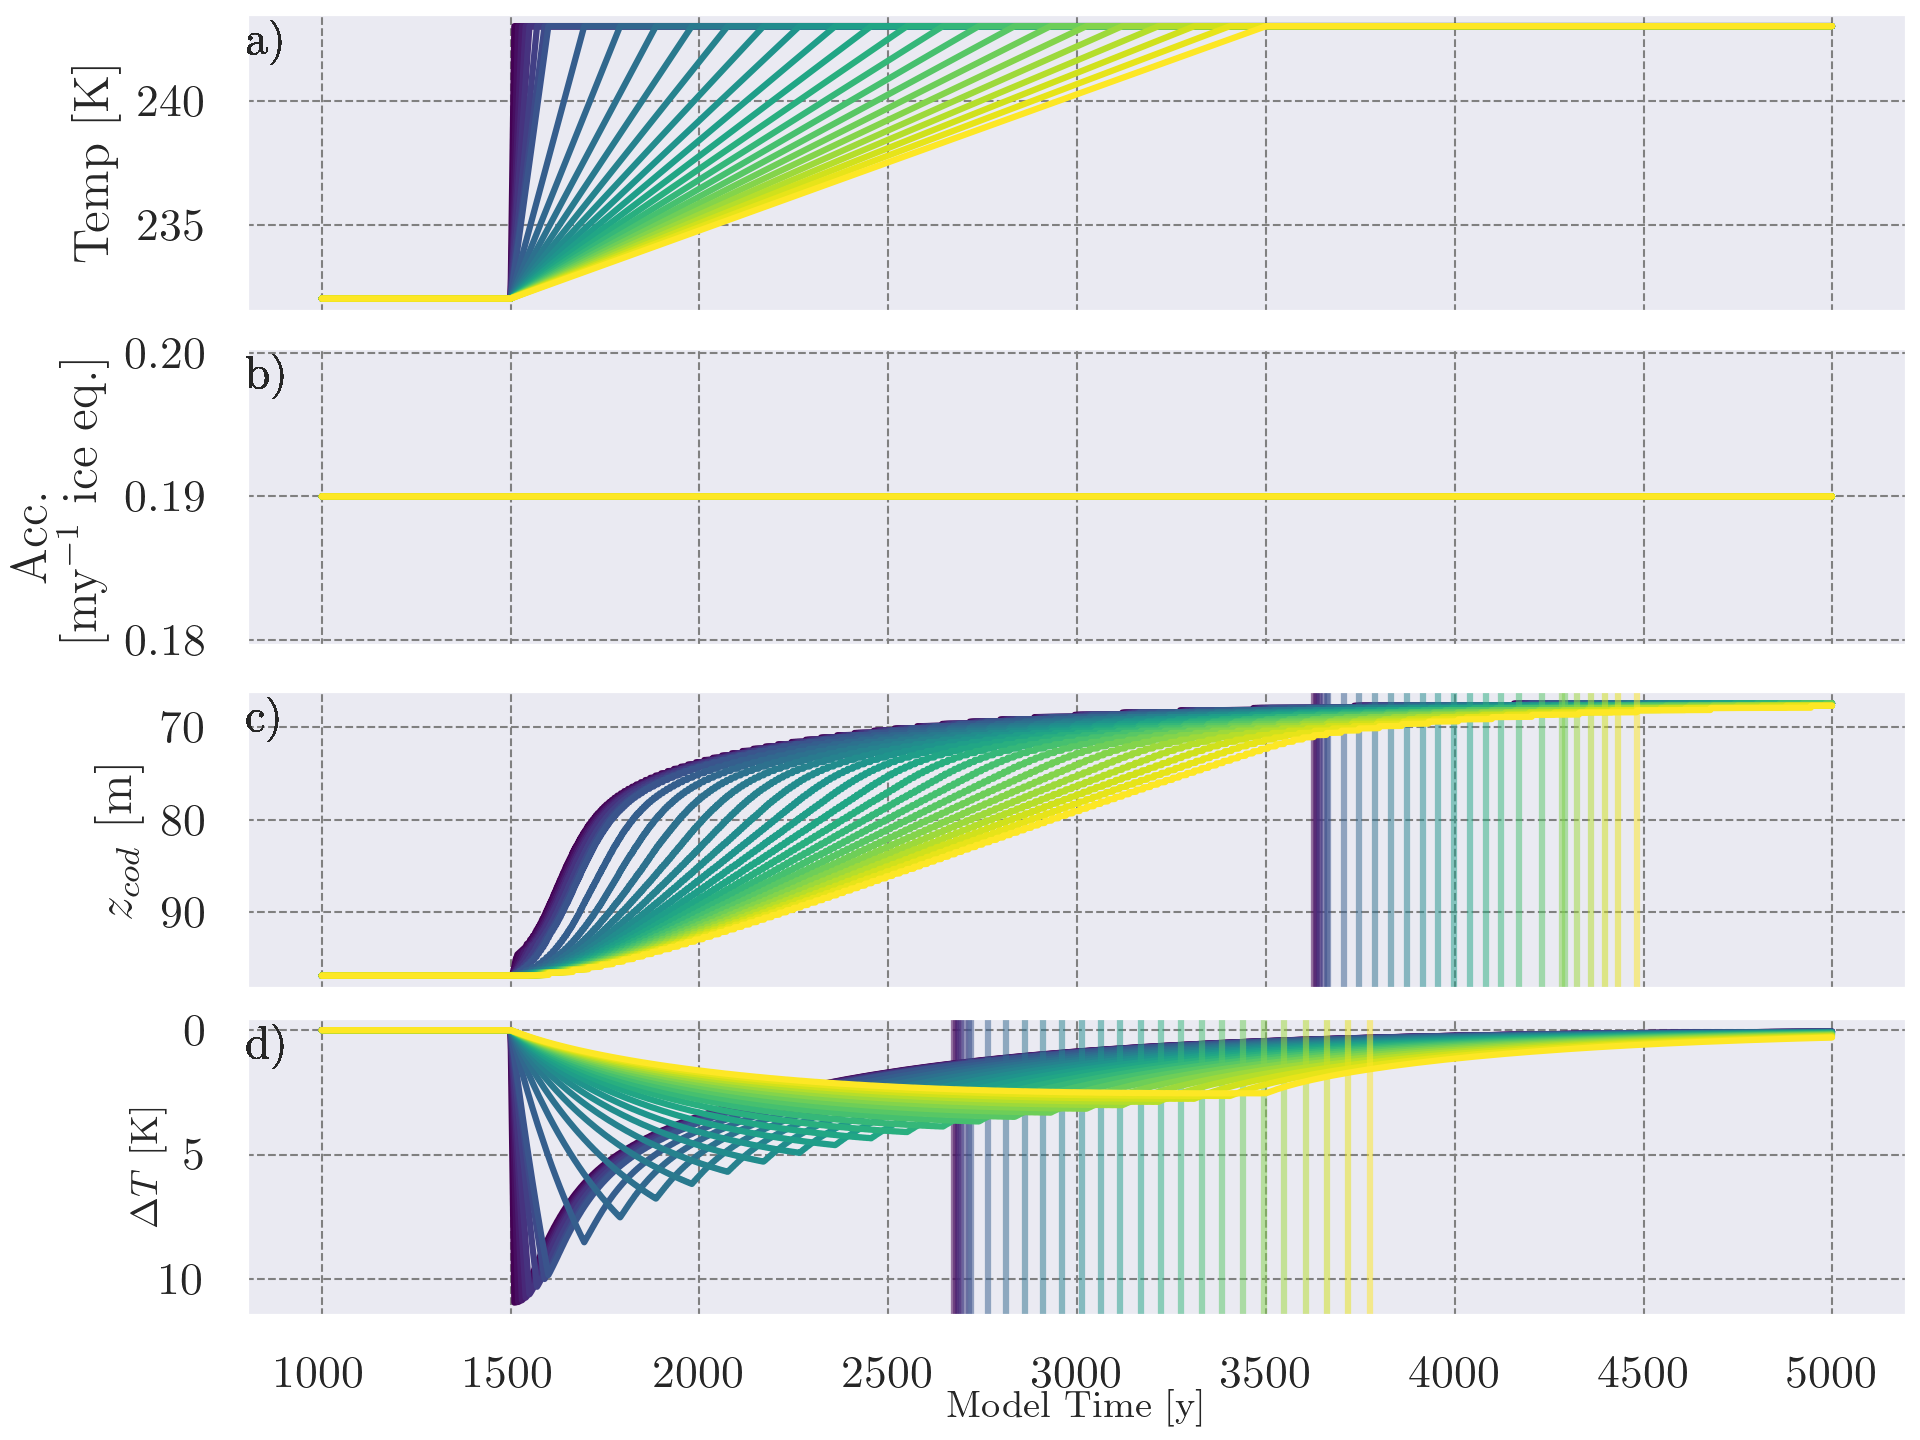 a)
Temp [K]
240
235
b)
Acc.
[my⁻¹ ice eq.]
0.20
0.19
0.18
c)
z_cod [m]
70
80
90
d)
ΔT [K]
0
5
10
1000 1500 2000 2500 3000 3500 4000 4500 5000
Model Time [y]